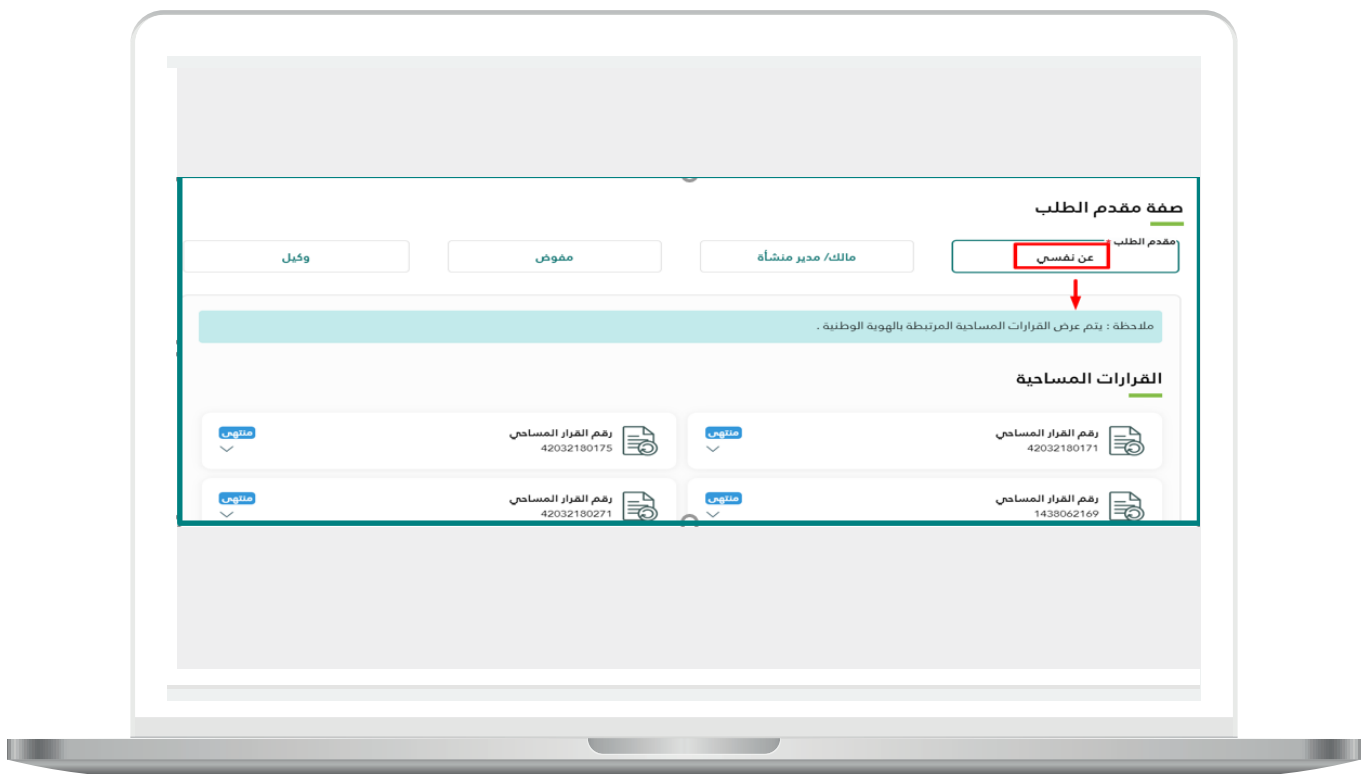 صفة مقدم الطلب
مقدم الطلب *
عن نفسي
مالك/ مدير منشأة
مفوض
وكيل
ملاحظة : يتم عرض القرارات المساحية المرتبطة بالهوية الوطنية .
القرارات المساحية
رقم القرار المساحي
42032180171
منتهي
رقم القرار المساحي
42032180175
منتهي
رقم القرار المساحي
1438062169
منتهي
رقم القرار المساحي
42032180271
منتهي